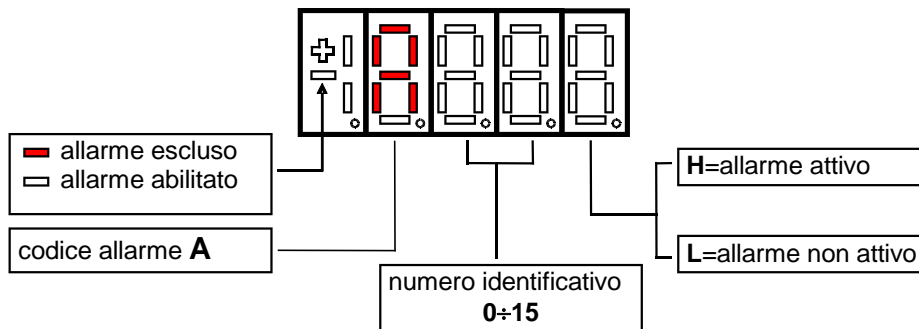 allarme escluso
allarme abilitato
codice allarme A
numero identificativo
0÷15
H=allarme attivo
L=allarme non attivo